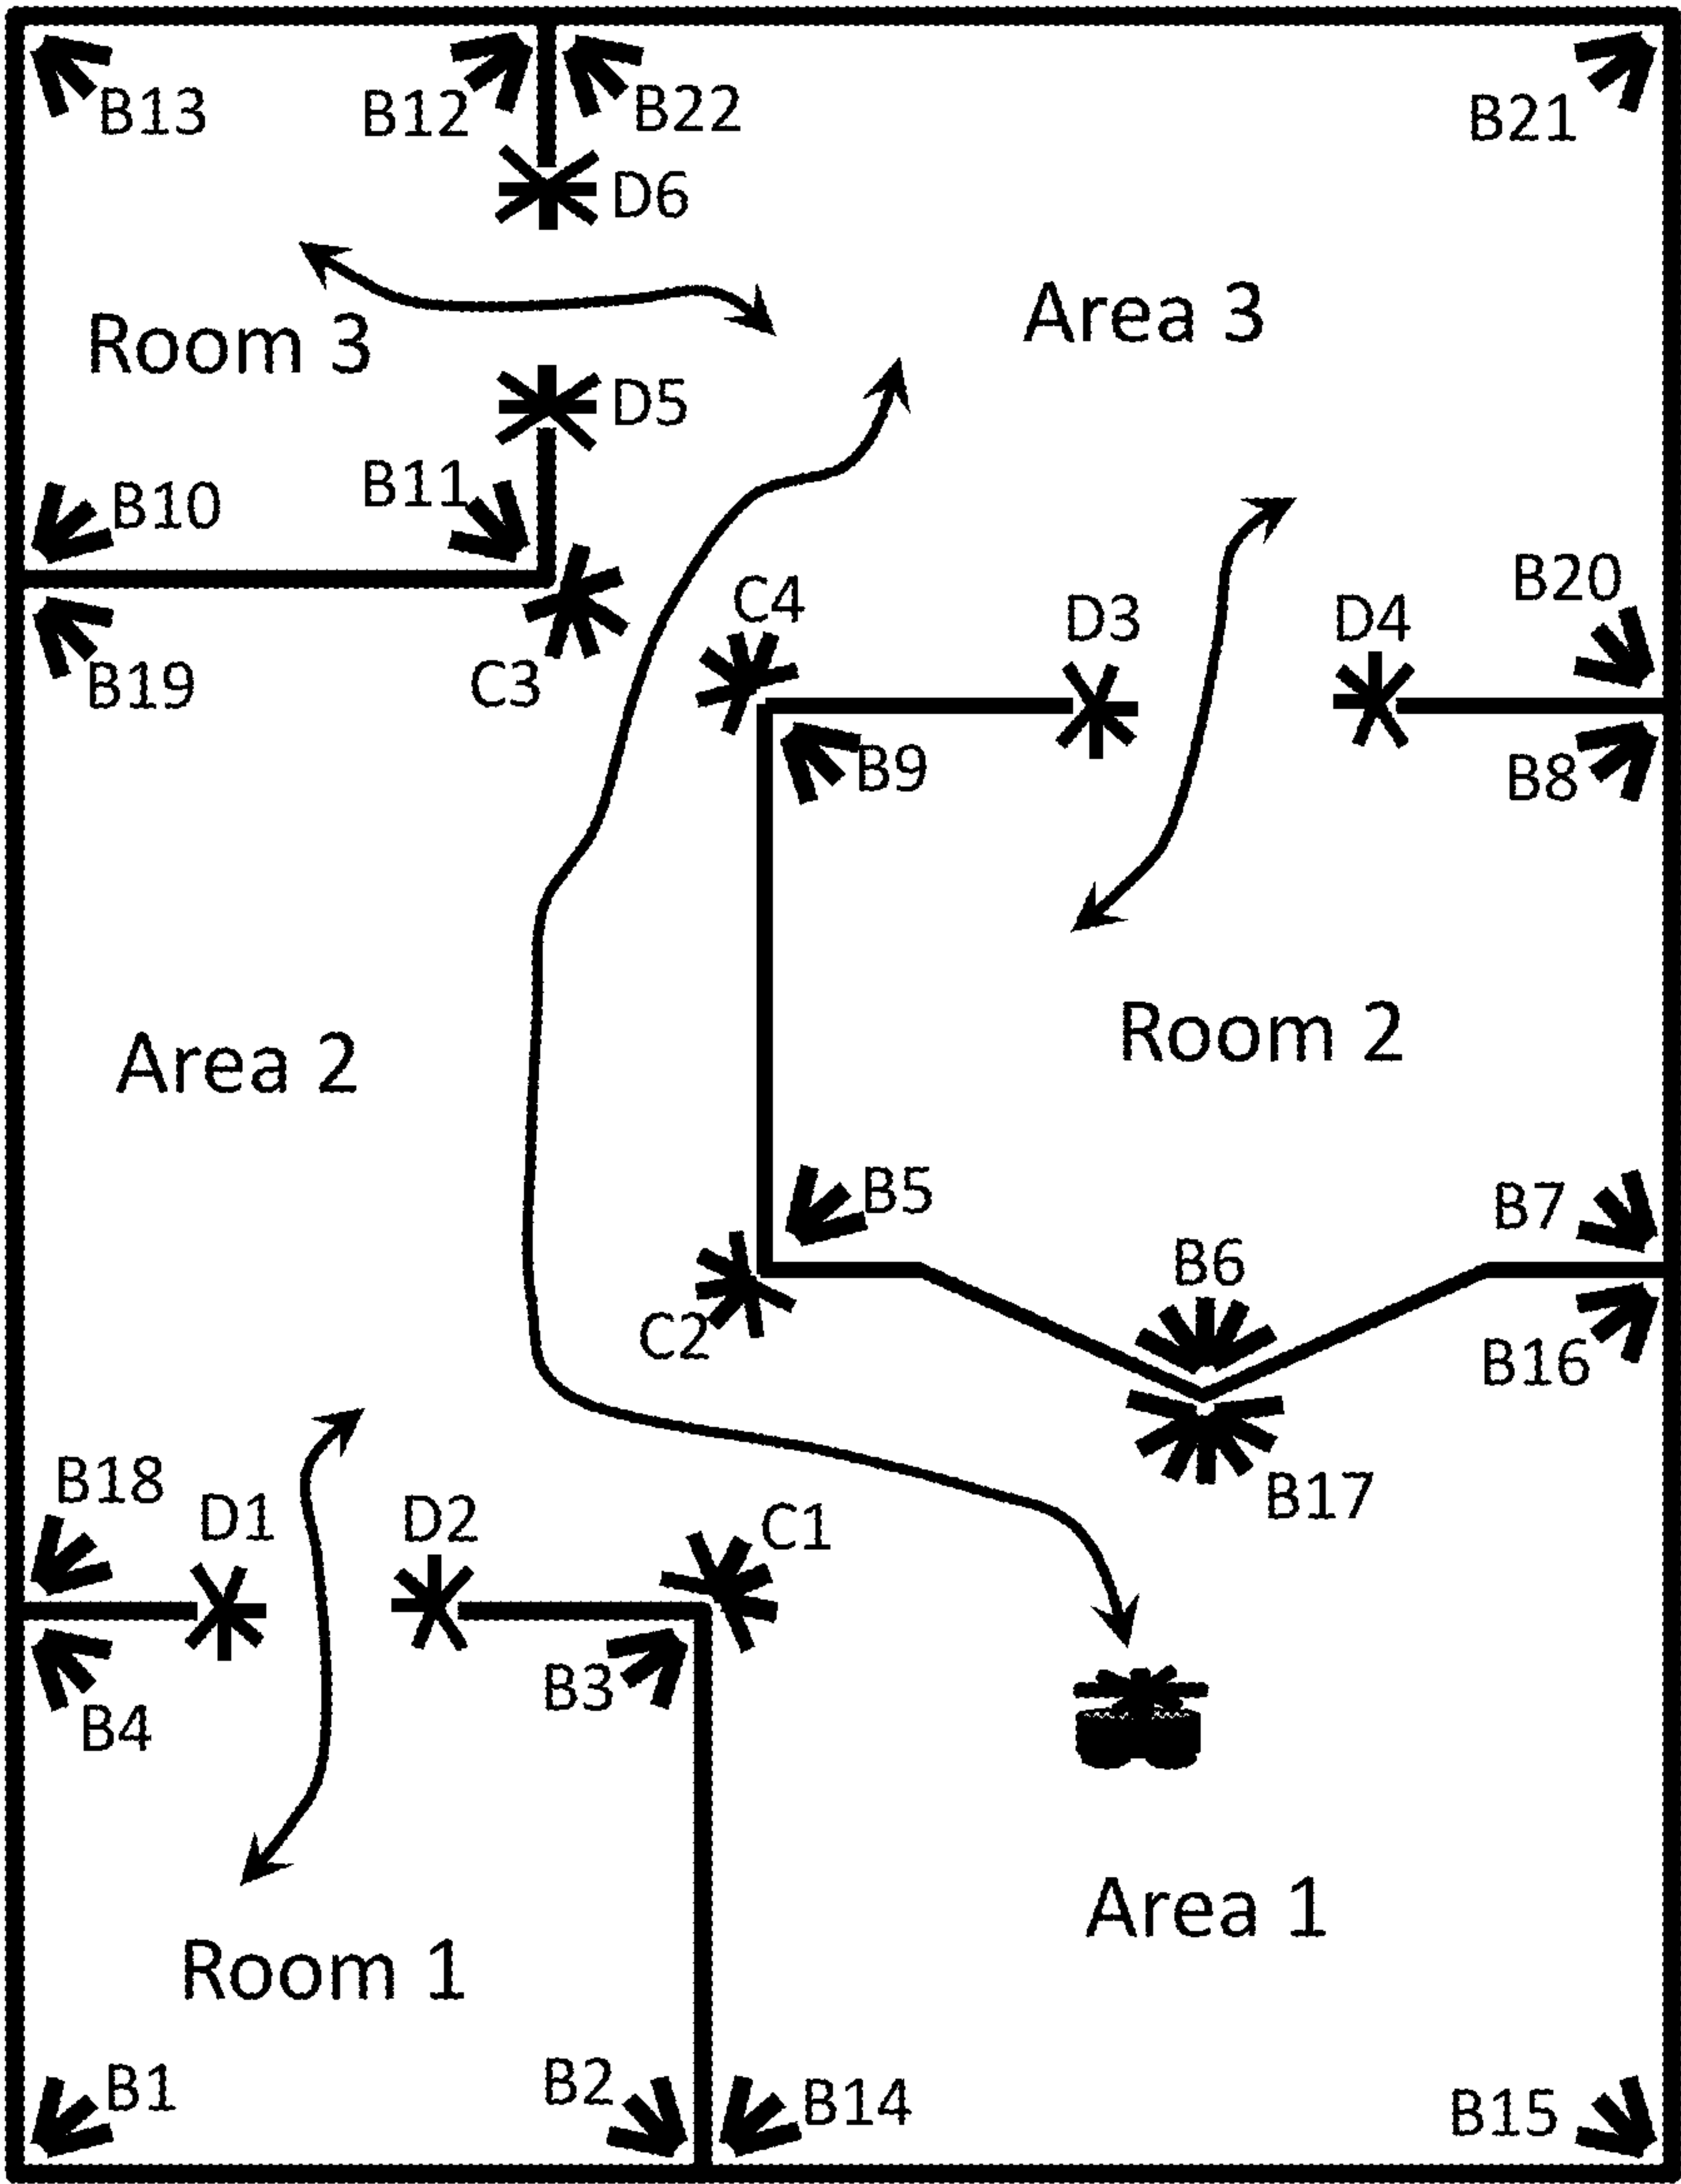 B13
B12
B22
B21
D6
Room 3
Area 3
D5
B11
B10
B20
C4
D3
D4
B19
C3
B9
B8
Room 2
Area 2
B5
B7
B6
C2
B16
B18
B17
D1
D2
C1
B3
B4
Area 1
Room 1
B1
B2
B14
B15